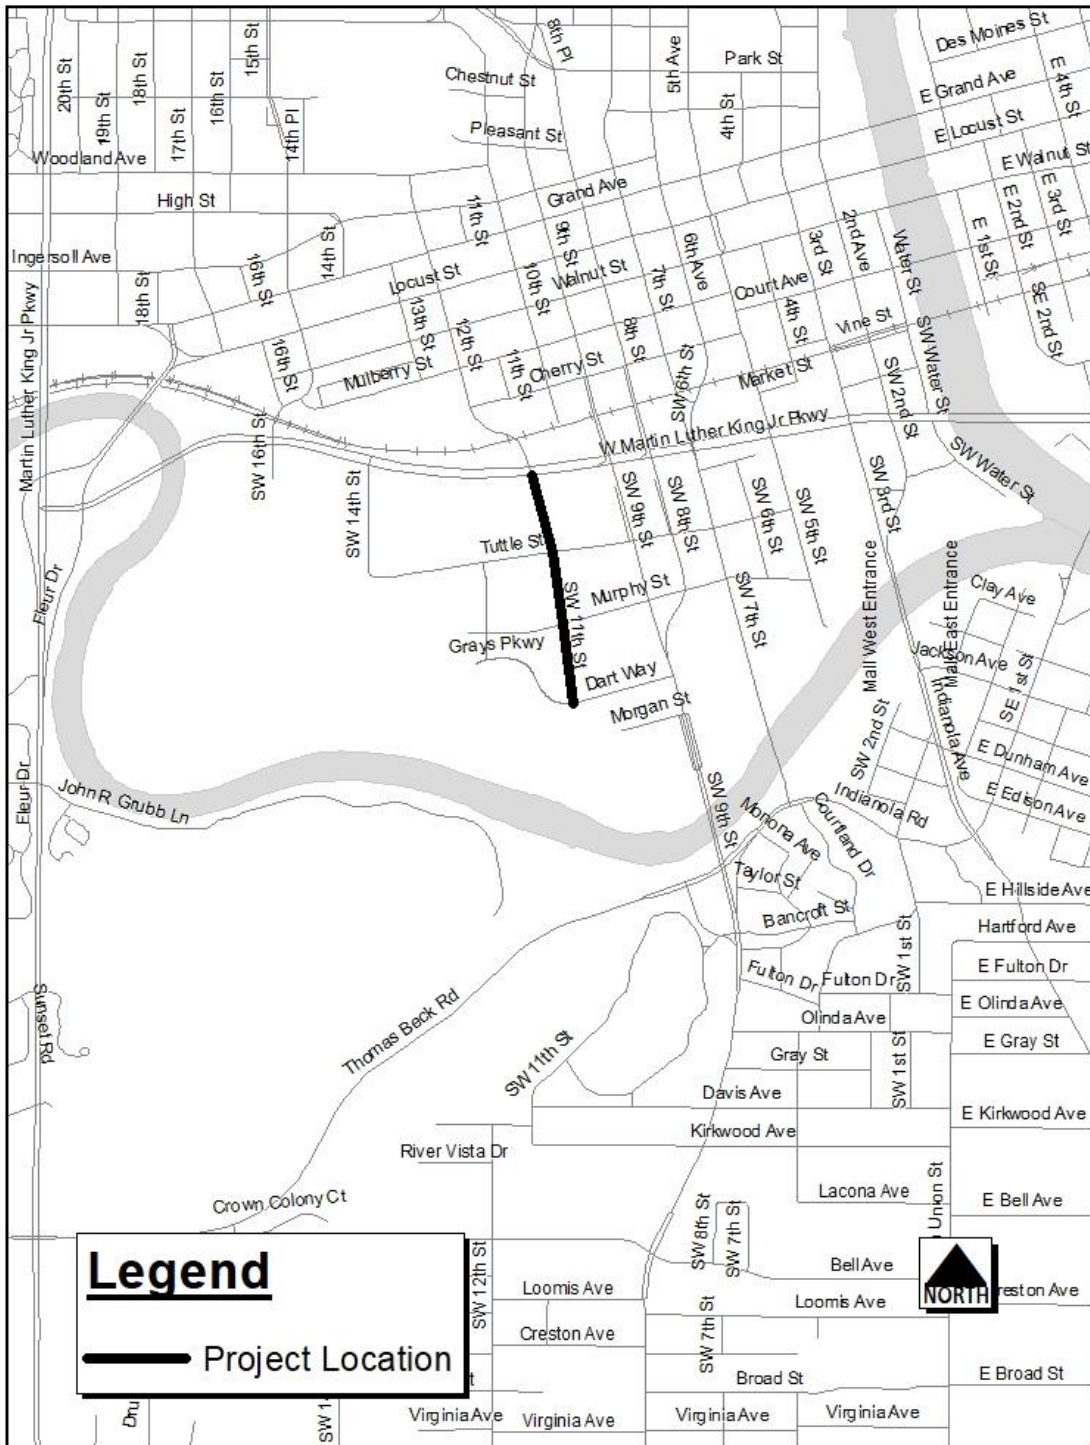 Des Moines St
8th Pl
5th Ave
Park St
15th St
20th St
18th St
16th St
Chestnut St
E Grand Ave
E 4th St
19th St
17th St
14th Pl
4th St
Pleasant St
E Locust St
Woodland Ave
E Walnut St
High St
Grand Ave
11th St
9th St
E 2nd St
E 3rd St
E 1st St
Ingersoll Ave
14th St
16th St
Locust St
10th St
Walnut St
7th St
6th Ave
Court Ave
3rd St
2nd Ave
Water St
18th St
13th St
12th St
8th St
4th St
Vine St
SE 2nd St
16th St
Mulberry St
11th St
Cherry St
SW 6th St
Market St
SW 2nd St
SW Water St
Martin Luther King Jr Pkwy
W Martin Luther King Jr Pkwy
SW 16th St
SW 14th St
SW 9th St
SW 8th St
SW 6th St
SW 5th St
SW 3rd St
SW Water St
Tuttle St
SW 11th St
Murphy St
SW 7th St
Mall West Entrance
Mall East Entrance
Clay Ave
Fleur Dr
Grays Pkwy
Dart Way
Morgan St
Jackson Ave
Indianola Ave
SE 1st St
SW 2nd St
E Dunham Ave
E Edison Ave
Fleur Dr
John R Grubb Ln
SW 9th St
Monona Ave
Courtland Dr
Indianola Rd
Taylor St
E Hillside Ave
Bancroft St
SW 1st St
Hartford Ave
Fulton Dr
Fulton Dr
E Fulton Dr
Sunset Rd
Thomas Beck Rd
Olinda Ave
E Olinda Ave
SW 11th St
Gray St
SW 1st St
E Gray St
Davis Ave
Kirkwood Ave
E Kirkwood Ave
River Vista Dr
Crown Colony Ct
Lacona Ave
Union St
E Bell Ave
SW 8th St
SW 7th St
Bell Ave
Legend
Project Location
SW 12th St
Loomis Ave
Loomis Ave
NORTH
reston Ave
Creston Ave
SW 7th St
Broad St
E Broad St
st
Dru
SW 1
Virginia Ave
Virginia Ave
Virginia Ave
Virginia Ave